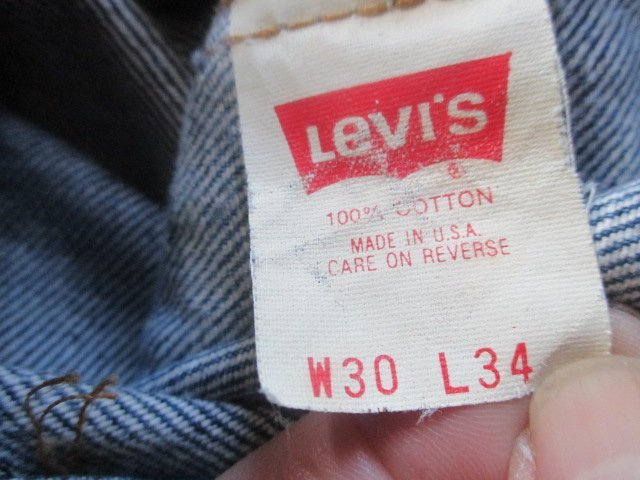 Levi's
®
100% COTTON
MADE IN U.S.A.
CARE ON REVERSE
W30 L34